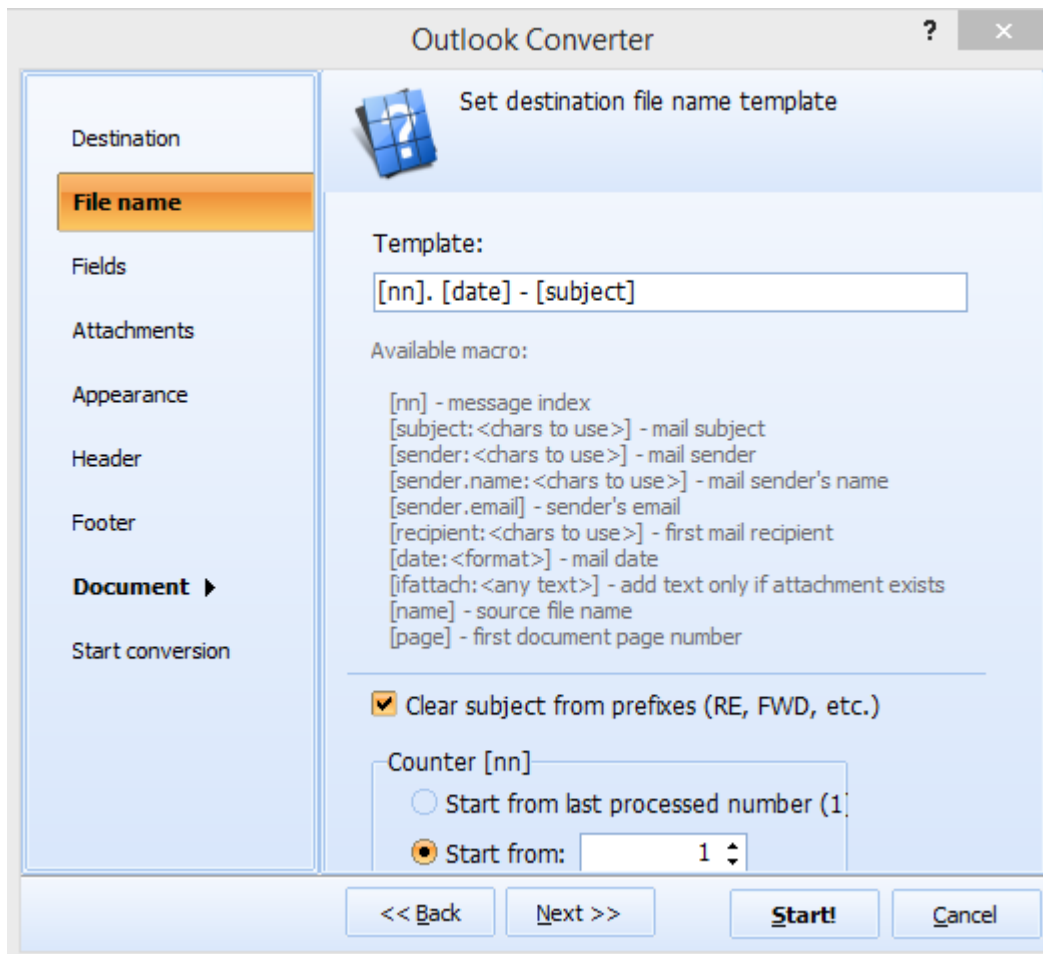 Outlook Converter
?
Destination
File name
Fields
Attachments
Appearance
Header
Footer
Document
Start conversion
Set destination file name template
Template:
[nn]. [date] - [subject]
Available macro:
[nn] - message index
[subject:<chars to use>] - mail subject
[sender:<chars to use>] - mail sender
[sender.name:<chars to use>] - mail sender's name
[sender.email] - sender's email
[recipient:<chars to use>] - first mail recipient
[date:<format>] - mail date
[ifattach:<any text>] - add text only if attachment exists
[name] - source file name
[page] - first document page number
Clear subject from prefixes (RE, FWD, etc.)
Counter [nn]
Start from last processed number (1
Start from: 1
<< Back Next >> Start! Cancel